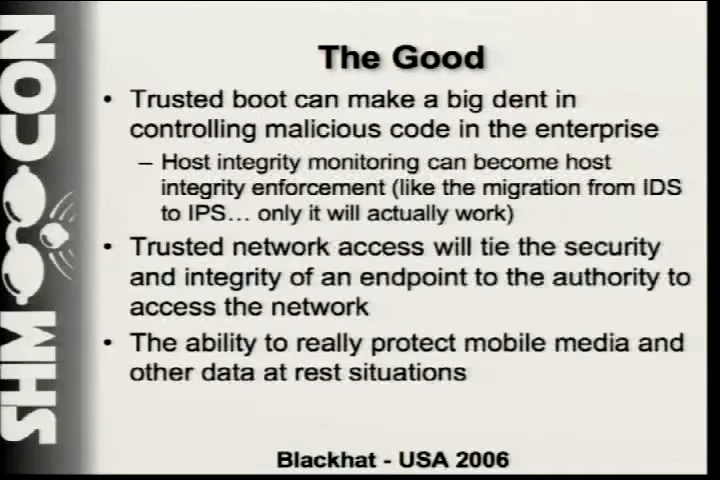 The Good
• Trusted boot can make a big dent in
controlling malicious code in the enterprise
– Host integrity monitoring can become host
integrity enforcement (like the migration from IDS
to IPS… only it will actually work)
• Trusted network access will tie the security
and integrity of an endpoint to the authority to
access the network
• The ability to really protect mobile media and
other data at rest situations
Blackhat - USA 2006
SHMOOCON